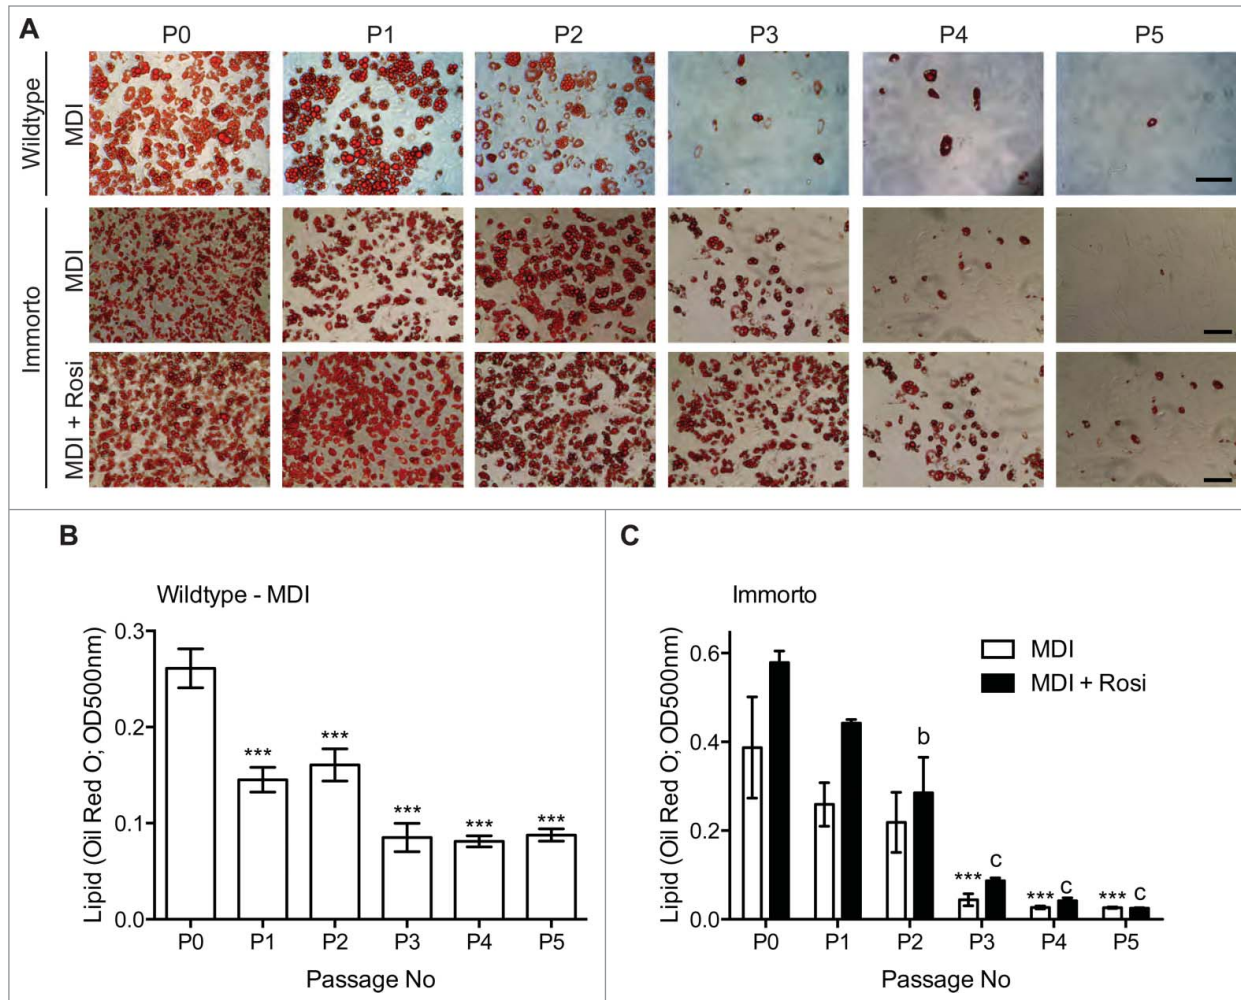 A
P0 P1 P2 P3 P4 P5
Wildtype
MDI
Immorto
MDI
MDI + Rosi
B
Wildtype - MDI
Lipid (Oil Red O; OD500nm)
0.3
0.2
0.1
0.0
***
***
***
***
***
P0 P1 P2 P3 P4 P5
Passage No
C
Immorto
MDI
MDI + Rosi
Lipid (Oil Red O; OD500nm)
0.6
0.4
0.2
0.0
b
*** c *** c *** c
P0 P1 P2 P3 P4 P5
Passage No